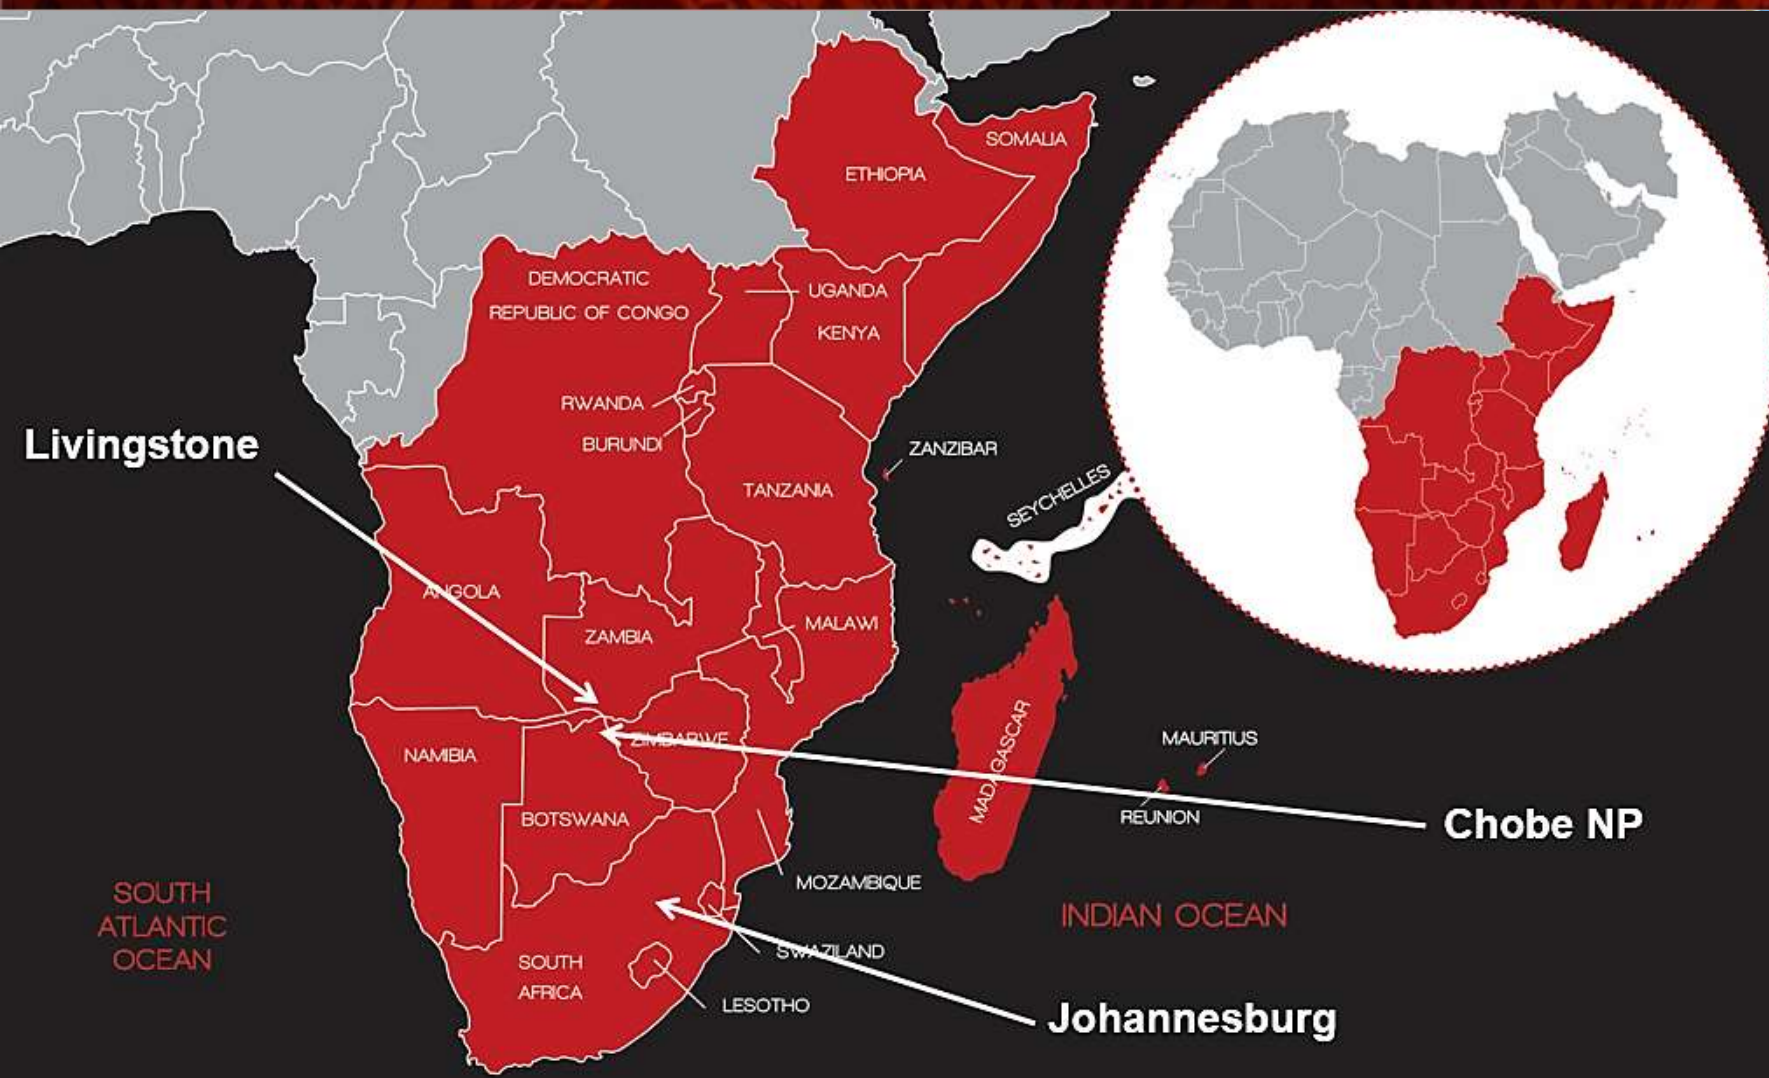 SOMALIA
ETHIOPIA
DEMOCRATIC
REPUBLIC OF CONGO
UGANDA
KENYA
RWANDA
BURUNDI
Livingstone
ZANZIBAR
TANZANIA
SEYCHELLES
ANGOLA
ZAMBIA
MALAWI
NAMIBIA
ZIMBABWE
MADAGASCAR
MAURITIUS
REUNION
BOTSWANA
Chobe NP
MOZAMBIQUE
SOUTH
ATLANTIC
OCEAN
INDIAN OCEAN
SWAZILAND
SOUTH
AFRICA
LESOTHO
Johannesburg